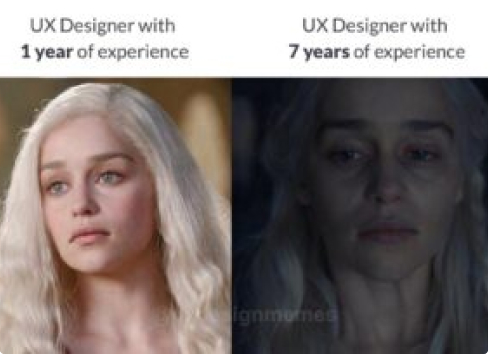 UX Designer with
1 year of experience
UX Designer with
7 years of experience